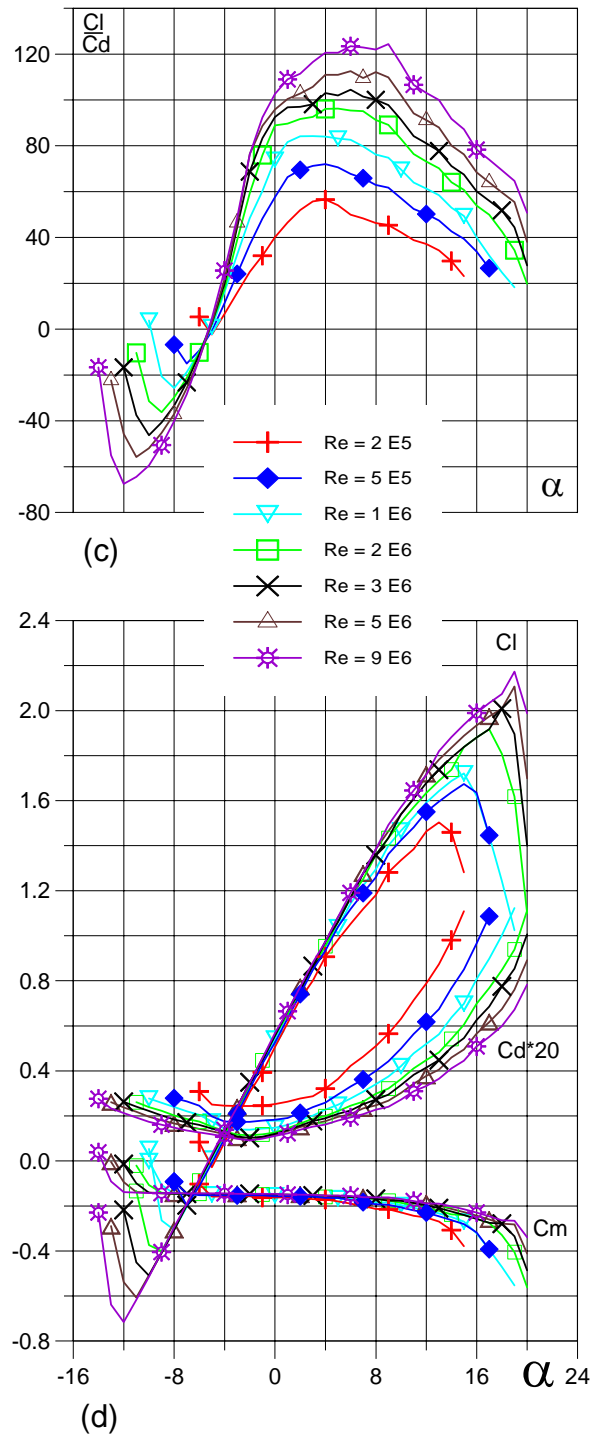 Cl
Cd
120
80
40
0
-40
-80
α
(c)
Re = 2 E5
Re = 5 E5
Re = 1 E6
Re = 2 E6
Re = 3 E6
Re = 5 E6
Re = 9 E6
2.4
Cl
2.0
1.6
1.2
0.8
Cd*20
0.4
0.0
Cm
-0.4
-0.8
-16 -8 0 8 16 α 24
(d)